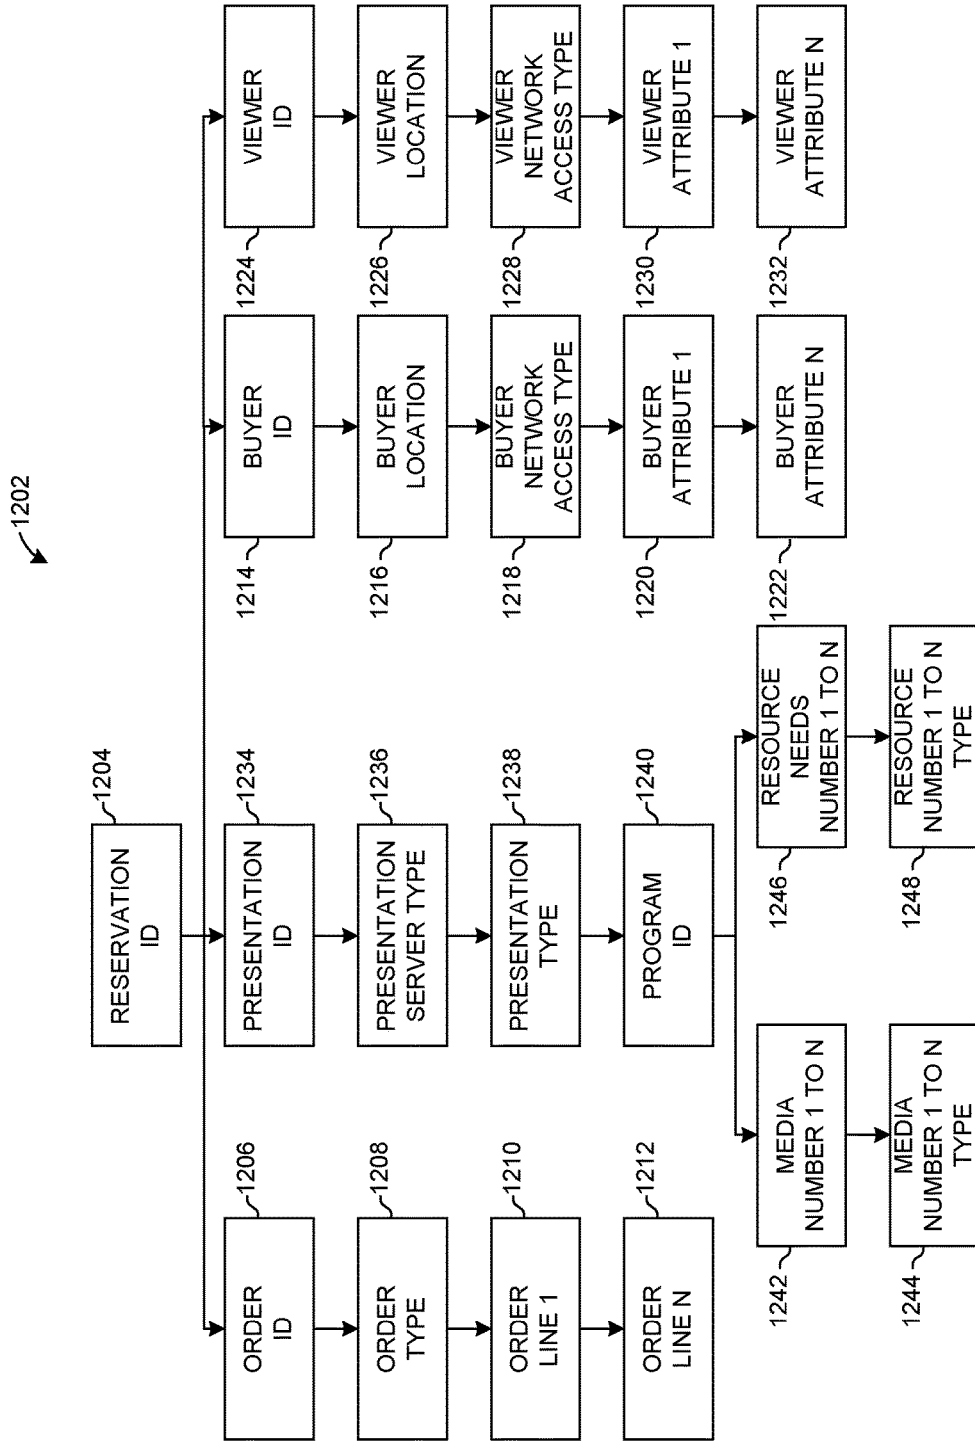 1202
RESERVATION
ID
1204
ORDER
ID
1206
ORDER
TYPE
1208
ORDER
LINE 1
1210
ORDER
LINE N
1212
PRESENTATION
ID
1234
PRESENTATION
SERVER TYPE
1236
PRESENTATION
TYPE
1238
PROGRAM
ID
1240
MEDIA
NUMBER 1 TO N
1242
MEDIA
NUMBER 1 TO N
TYPE
1244
RESOURCE
NEEDS
NUMBER 1 TO N
1246
RESOURCE
NUMBER 1 TO N
TYPE
1248
BUYER
ID
1214
BUYER
LOCATION
1216
BUYER
NETWORK
ACCESS TYPE
1218
BUYER
ATTRIBUTE 1
1220
BUYER
ATTRIBUTE N
1222
VIEWER
ID
1224
VIEWER
LOCATION
1226
VIEWER
NETWORK
ACCESS TYPE
1228
VIEWER
ATTRIBUTE 1
1230
VIEWER
ATTRIBUTE N
1232